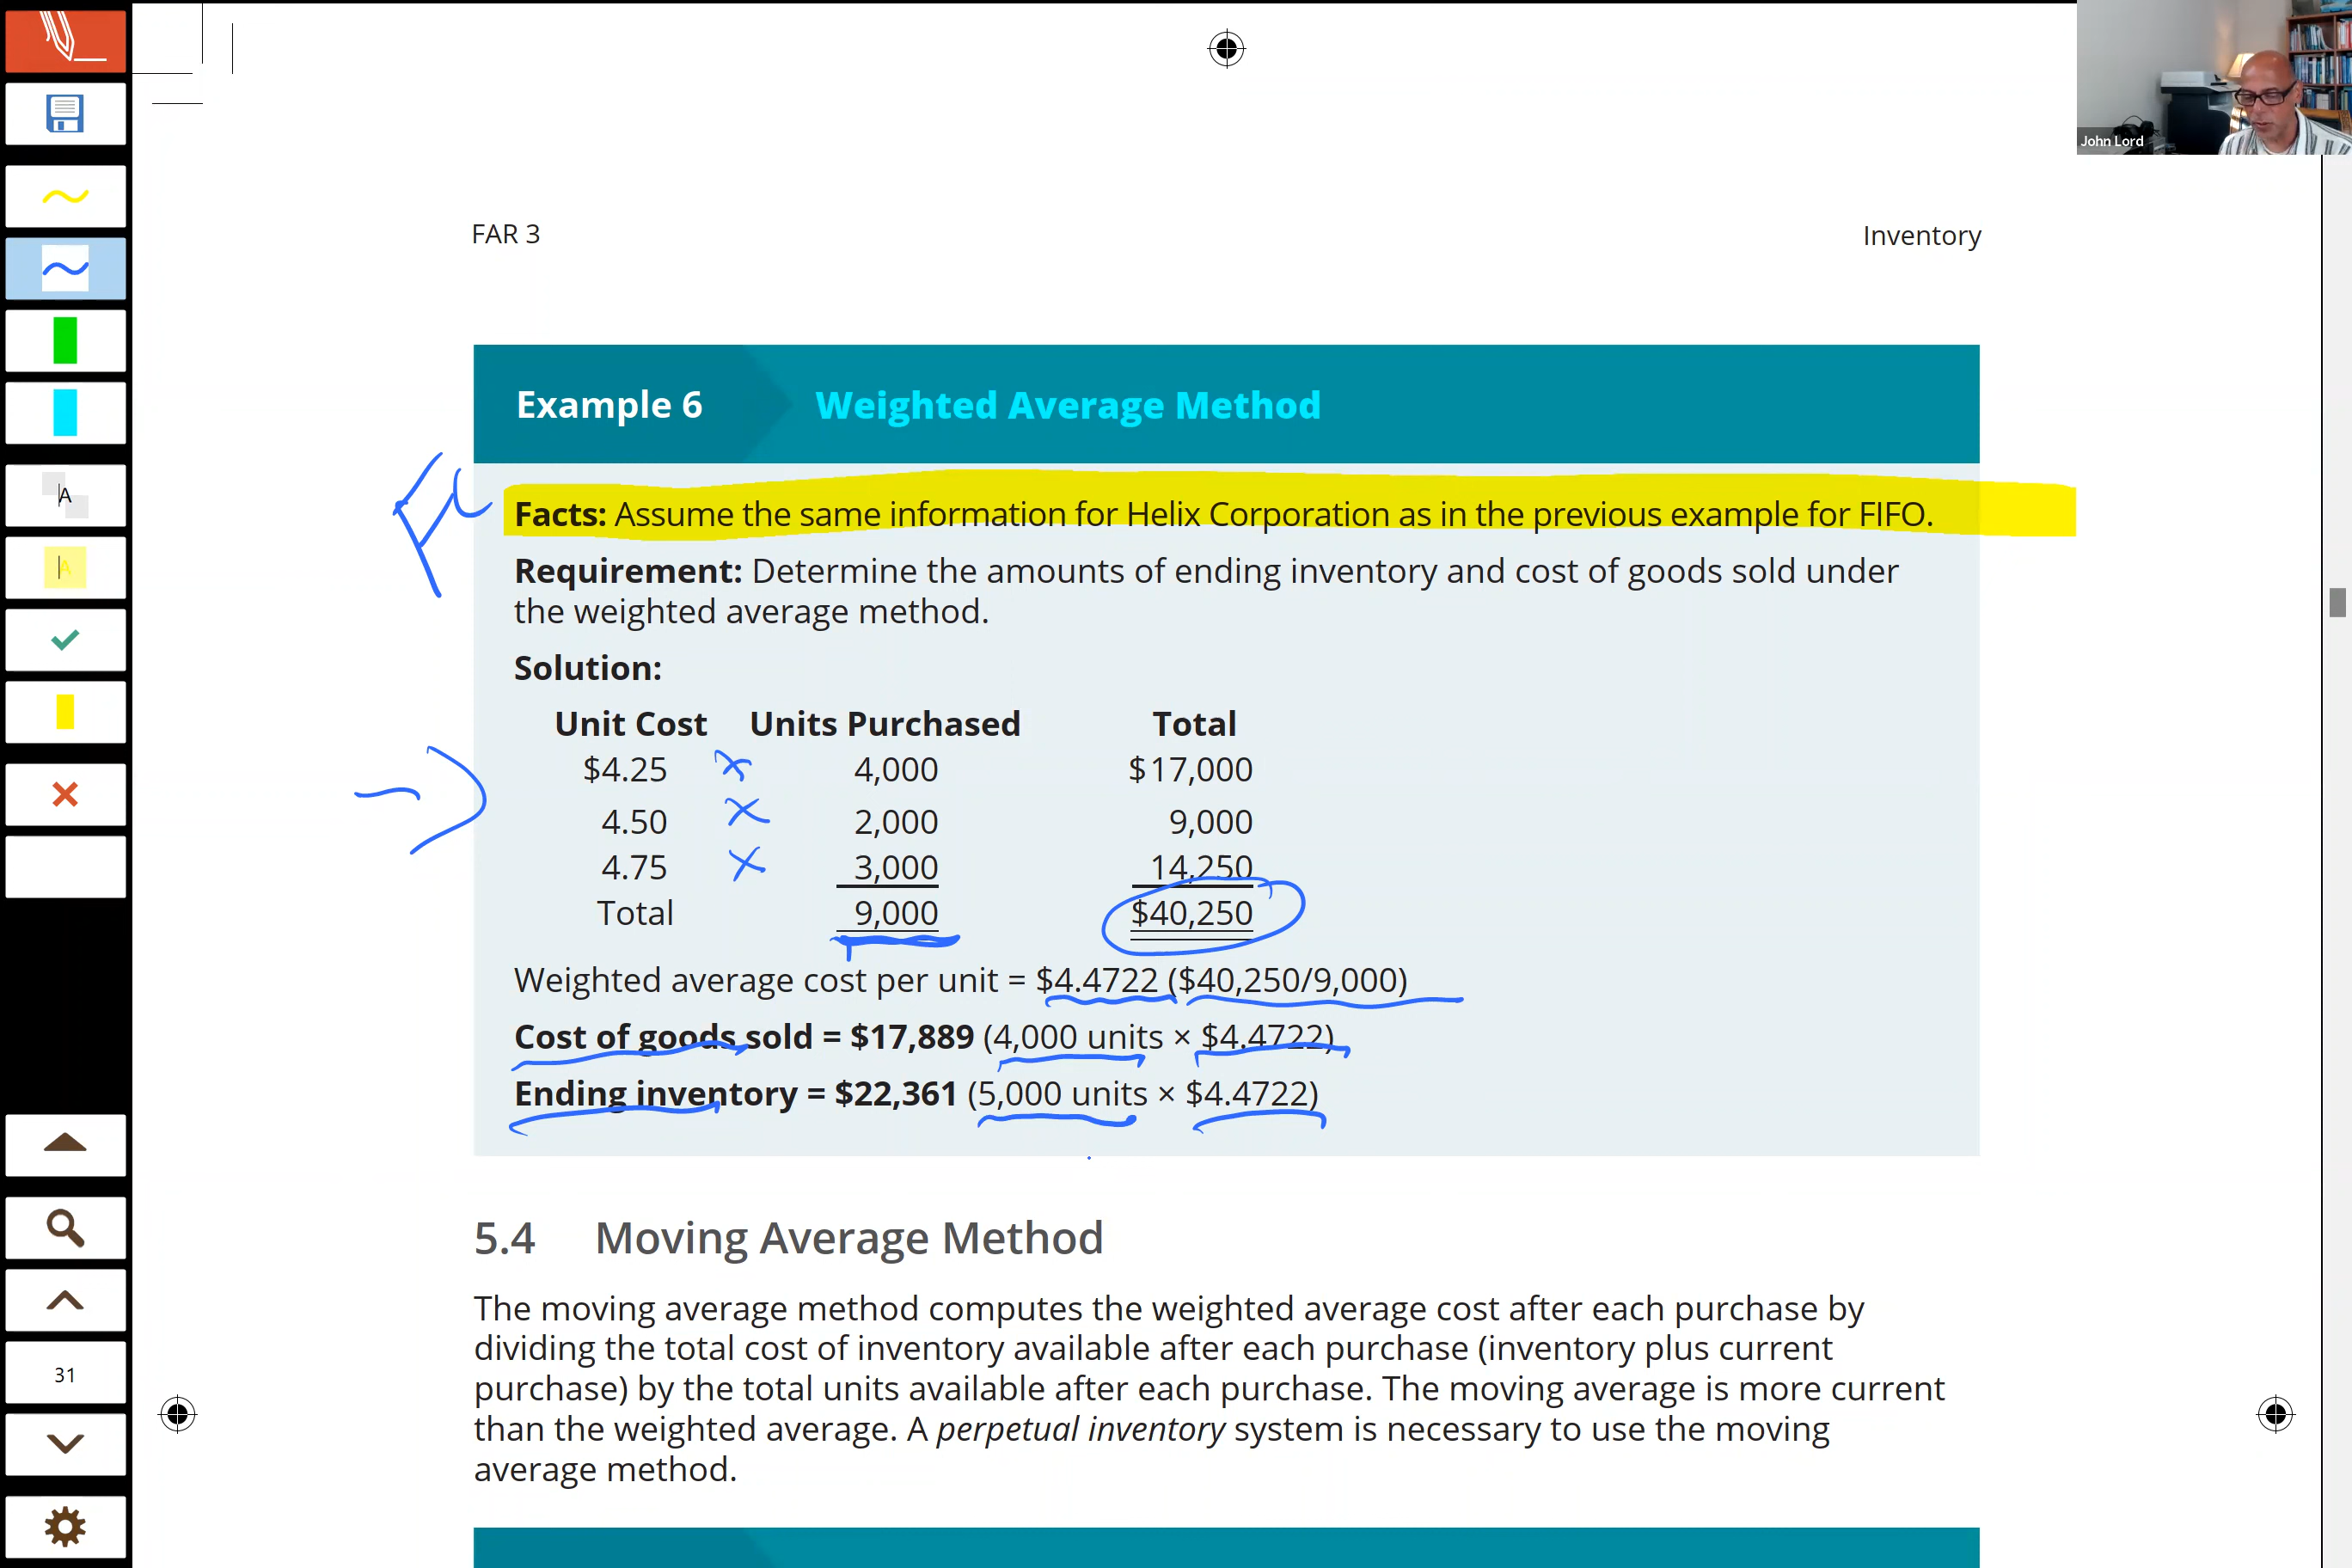 John Lord
A
A
31
FAR 3
Inventory
Example 6 Weighted Average Method
Facts: Assume the same information for Helix Corporation as in the previous example for FIFO.
Requirement: Determine the amounts of ending inventory and cost of goods sold under
the weighted average method.
Solution:
Unit Cost Units Purchased Total
$4.25 x 4,000 $17,000
4.50 x 2,000 9,000
4.75 x 3,000 14,250
Total 9,000 $40,250
Weighted average cost per unit = $4.4722 ($40,250/9,000)
Cost of goods sold = $17,889 (4,000 units × $4.4722)
Ending inventory = $22,361 (5,000 units × $4.4722)
5.4 Moving Average Method
The moving average method computes the weighted average cost after each purchase by
dividing the total cost of inventory available after each purchase (inventory plus current
purchase) by the total units available after each purchase. The moving average is more current
than the weighted average. A perpetual inventory system is necessary to use the moving
average method.